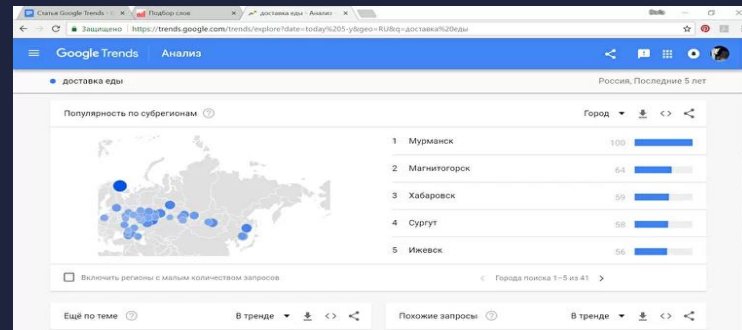 Статья Google Trends - G
Подбор слов
доставка еды - Анализ
Защищено https://trends.google.com/trends/explore?date=today%205-y&geo=RU&q=доставка%20еды
Google Trends Анализ
доставка еды
Россия, Последние 5 лет
Популярность по субрегионам
Город
1 Мурманск 100
2 Магнитогорск 64
3 Хабаровск 59
4 Сургут 58
5 Ижевск 56
Включить регионы с малым количеством запросов
Города поиска 1–5 из 41
Ещё по теме
В тренде
Похожие запросы
В тренде